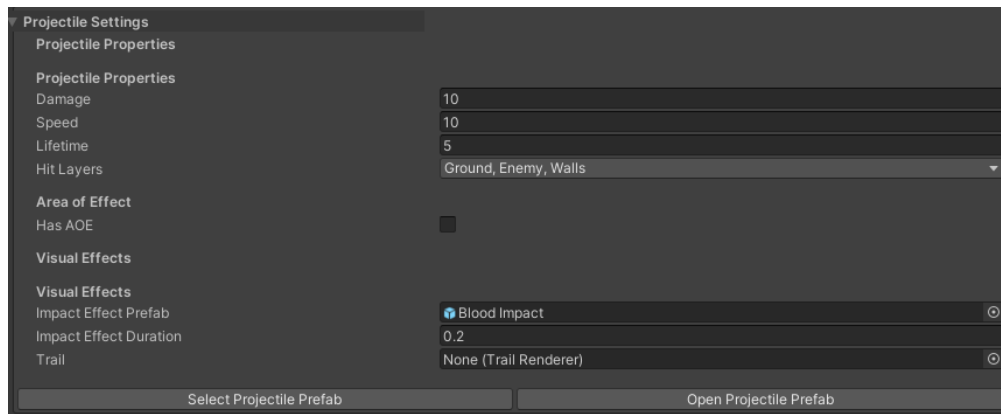 Projectile Settings
Projectile Properties
Projectile Properties
Damage 10
Speed 10
Lifetime 5
Hit Layers Ground, Enemy, Walls
Area of Effect
Has AOE
Visual Effects
Visual Effects
Impact Effect Prefab Blood Impact
Impact Effect Duration 0.2
Trail None (Trail Renderer)
Select Projectile Prefab Open Projectile Prefab